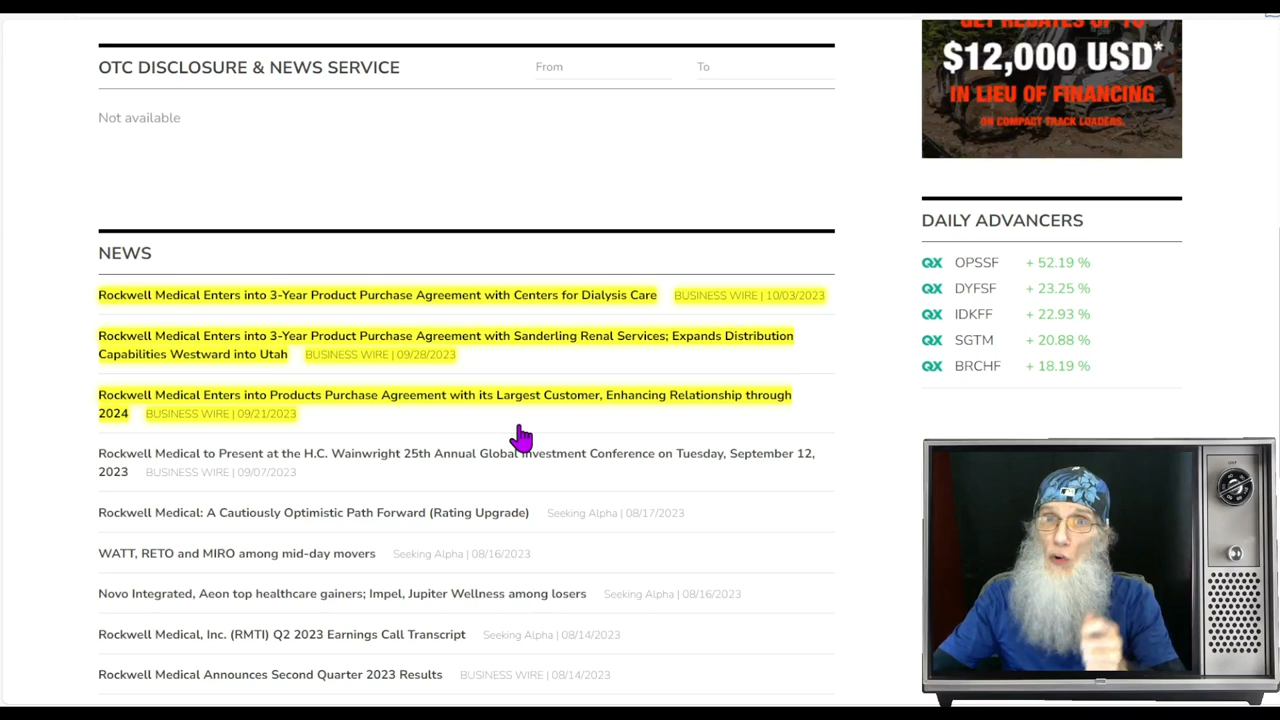 GET REBATES UP TO
$12,000 USD*
IN LIEU OF FINANCING
ON COMPACT TRACK LOADERS.
OTC DISCLOSURE & NEWS SERVICE
From
To
Not available
NEWS
Rockwell Medical Enters into 3-Year Product Purchase Agreement with Centers for Dialysis Care BUSINESS WIRE | 10/03/2023
Rockwell Medical Enters into 3-Year Product Purchase Agreement with Sanderling Renal Services; Expands Distribution
Capabilities Westward into Utah BUSINESS WIRE | 09/28/2023
Rockwell Medical Enters into Products Purchase Agreement with its Largest Customer, Enhancing Relationship through
2024 BUSINESS WIRE | 09/21/2023
Rockwell Medical to Present at the H.C. Wainwright 25th Annual Global Investment Conference on Tuesday, September 12,
2023 BUSINESS WIRE | 09/07/2023
Rockwell Medical: A Cautiously Optimistic Path Forward (Rating Upgrade) Seeking Alpha | 08/17/2023
WATT, RETO and MIRO among mid-day movers Seeking Alpha | 08/16/2023
Novo Integrated, Aeon top healthcare gainers; Impel, Jupiter Wellness among losers Seeking Alpha | 08/16/2023
Rockwell Medical, Inc. (RMTI) Q2 2023 Earnings Call Transcript Seeking Alpha | 08/14/2023
Rockwell Medical Announces Second Quarter 2023 Results BUSINESS WIRE | 08/14/2023
DAILY ADVANCERS
QX OPSSF + 52.19 %
QX DYFSF + 23.25 %
QX IDKFF + 22.93 %
QX SGTM + 20.88 %
QX BRCHF + 18.19 %